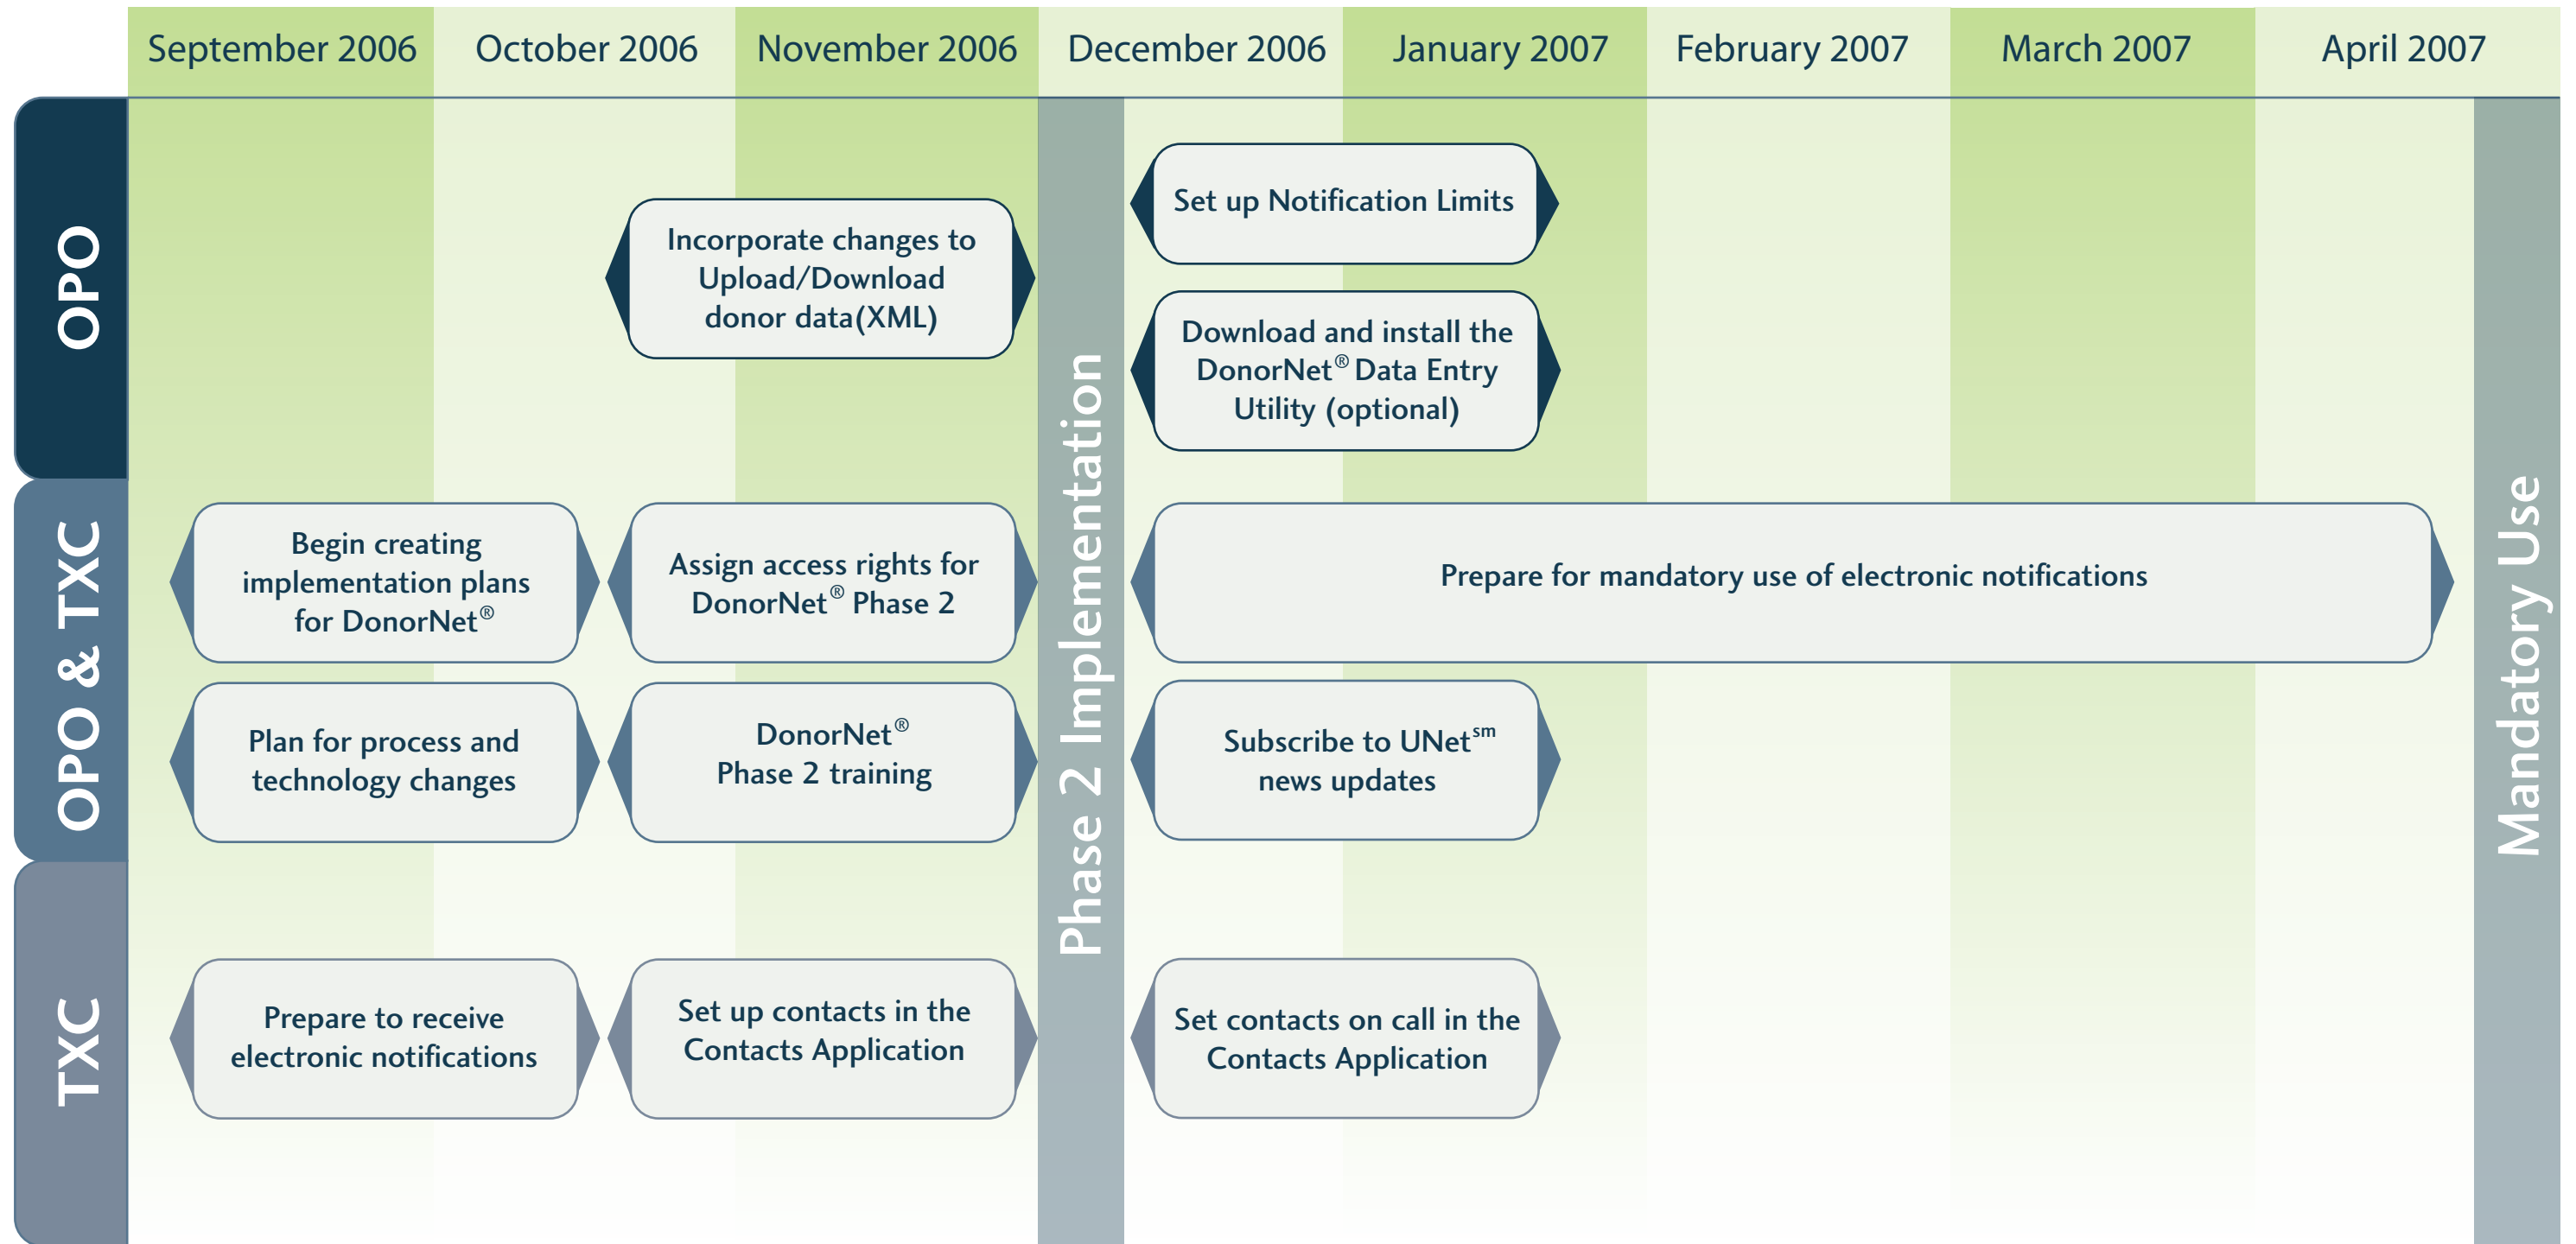 September 2006
October 2006
November 2006
December 2006
January 2007
February 2007
March 2007
April 2007
OPO
Incorporate changes to
Upload/Download
donor data(XML)
Set up Notification Limits
Download and install the
DonorNet® Data Entry
Utility (optional)
OPO & TXC
Begin creating
implementation plans
for DonorNet®
Assign access rights for
DonorNet® Phase 2
Prepare for mandatory use of electronic notifications
Plan for process and
technology changes
DonorNet®
Phase 2 training
Subscribe to UNet℠
news updates
TXC
Prepare to receive
electronic notifications
Set up contacts in the
Contacts Application
Set contacts on call in the
Contacts Application
Phase 2 Implementation
Mandatory Use